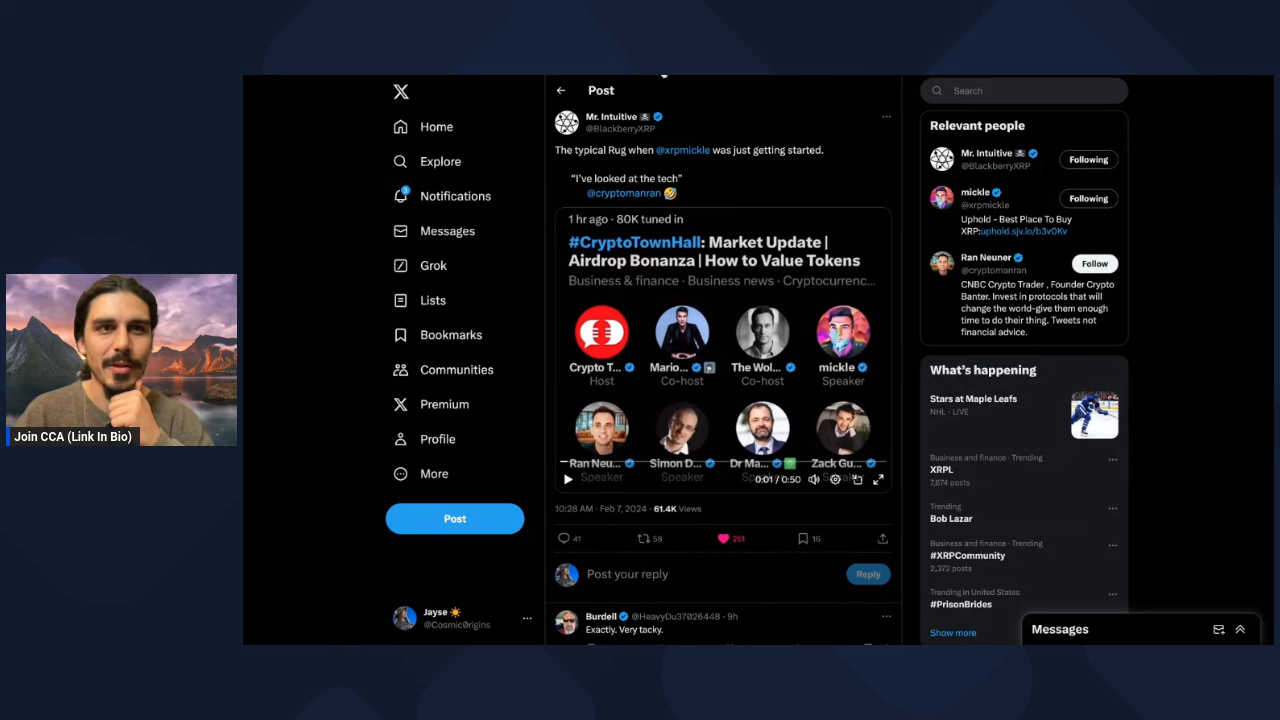 Home
Explore
Notifications
Messages
Grok
Lists
Bookmarks
Communities
Premium
Profile
More
Post
Jayse
@Cosmic0rigins
Join CCA (Link In Bio)
Post
Mr. Intuitive
@BlackberryXRP
The typical Rug when @xrpmickle was just getting started.
"I've looked at the tech"
@cryptomanran
1 hr ago · 80K tuned in
#CryptoTownHall: Market Update |
Airdrop Bonanza | How to Value Tokens
Business & finance · Business news · Cryptocurrenc...
Crypto T... Mario... The Wol... mickle
Host Co-host Co-host Speaker
Ran Neu... Simon D... Dr Ma... Zack Gu...
Speaker Speaker Speaker Speaker
0:01 / 0:50
10:28 AM · Feb 7, 2024 · 61.4K Views
41 58 261 16
Post your reply
Reply
Burdell @HeavyDu37026448 · 9h
Exactly. Very tacky.
Search
Relevant people
Mr. Intuitive
@BlackberryXRP
Following
mickle
@xrpmickle
Following
Uphold - Best Place To Buy
XRP:uphold.sjv.io/b3v0Kv
Ran Neuner
@cryptomanran
Follow
CNBC Crypto Trader , Founder Crypto
Banter. Invest in protocols that will
change the world-give them enough
time to do their thing. Tweets not
financial advice.
What's happening
Stars at Maple Leafs
NHL · LIVE
Business and finance · Trending
XRPL
7,674 posts
Trending
Bob Lazar
Business and finance · Trending
#XRPCommunity
2,372 posts
Trending in United States
#PrisonBrides
Show more
Messages